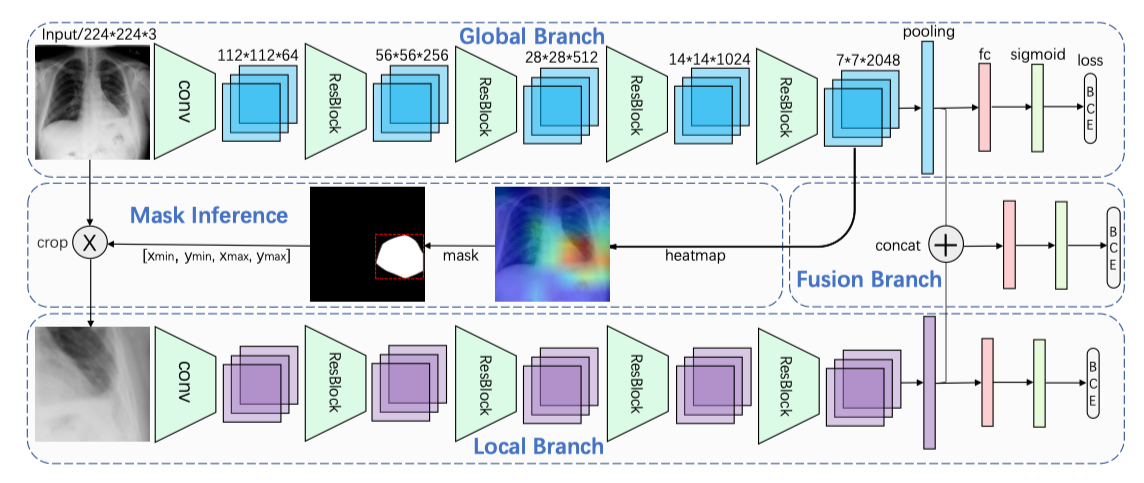 Input/224*224*3
Global Branch
pooling
112*112*64
56*56*256
28*28*512
14*14*1024
7*7*2048
fc
sigmoid
loss
conv
ResBlock
ResBlock
ResBlock
ResBlock
BCE
Mask Inference
crop
X
[xmin, ymin, xmax, ymax]
mask
heatmap
concat
+
BCE
Fusion Branch
conv
ResBlock
ResBlock
ResBlock
ResBlock
BCE
Local Branch